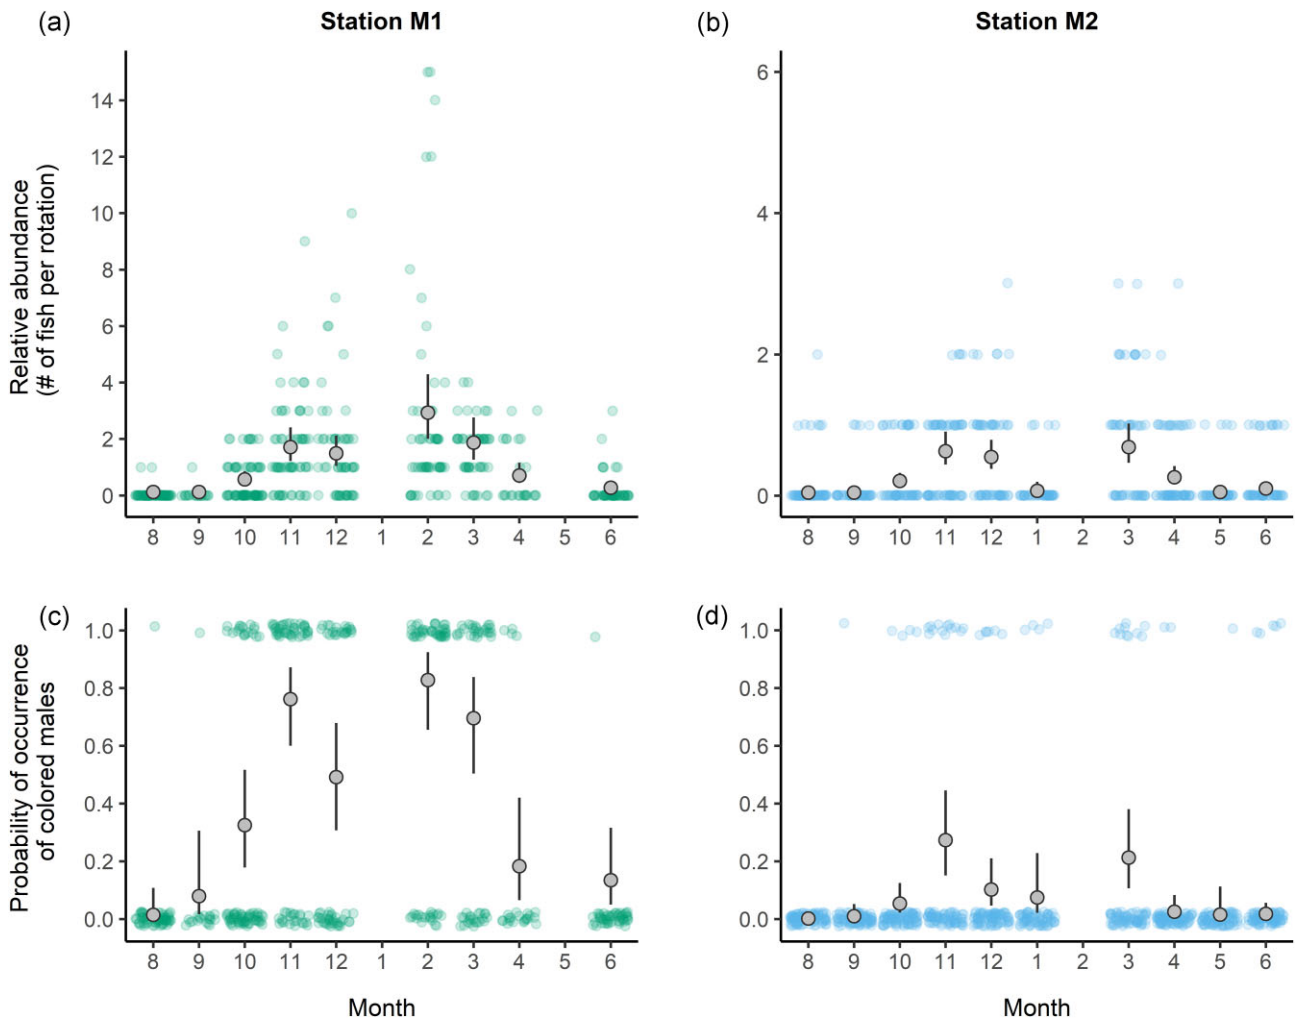 (a) Station M1
(b) Station M2
Relative abundance
(# of fish per rotation)
14
12
10
8
6
4
2
0
8 9 10 11 12 1 2 3 4 5 6
6
4
2
0
8 9 10 11 12 1 2 3 4 5 6
(c)
(d)
Probability of occurrence
of colored males
1.0
0.8
0.6
0.4
0.2
0.0
8 9 10 11 12 1 2 3 4 5 6
1.0
0.8
0.6
0.4
0.2
0.0
8 9 10 11 12 1 2 3 4 5 6
Month
Month